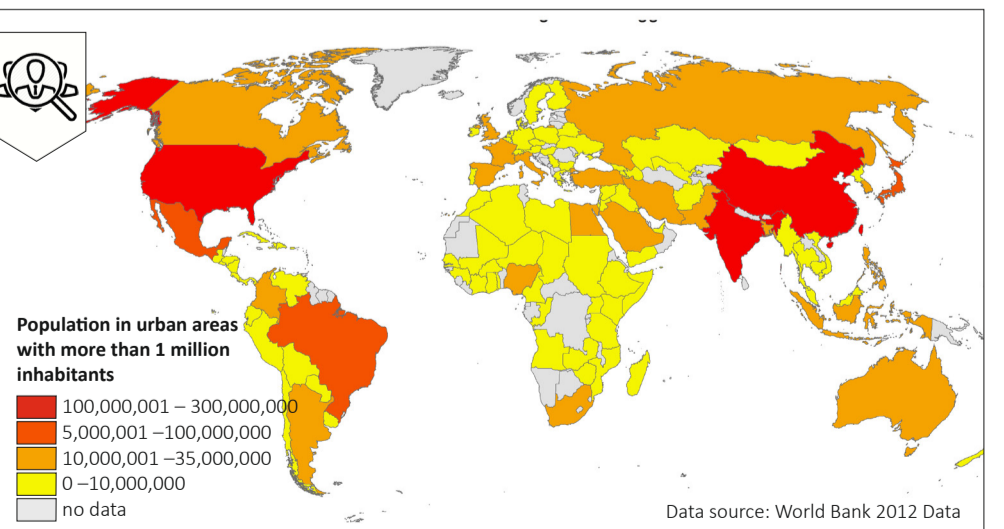 Population in urban areas
with more than 1 million
inhabitants
100,000,001 – 300,000,000
5,000,001 –100,000,000
10,000,001 –35,000,000
0 –10,000,000
no data
Data source: World Bank 2012 Data